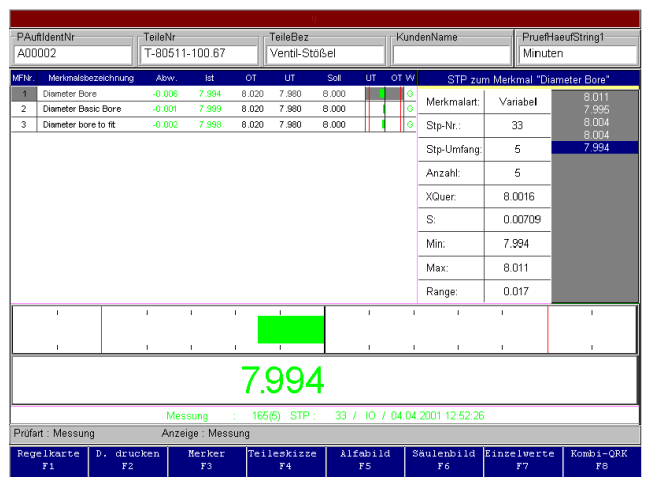 PAuftIdentNr TeileNr TeileBez KundenName PruefHaeufString1
A00002 T-80511-100.67 Ventil-Stößel Minuten
MFNr. Merkmalsbezeichnung Abw. Ist OT UT Soll UT OT W
1 Diameter Bore -0.006 7.994 8.020 7.980 8.000 G
2 Diameter Basic Bore -0.001 7.999 8.020 7.980 8.000 G
3 Diameter bore to fit -0.002 7.998 8.020 7.980 8.000 G
STP zum Merkmal "Diameter Bore"
Merkmalart: Variabel
Stp-Nr.: 33
Stp-Umfang: 5
Anzahl: 5
XQuer: 8.0016
S: 0.00709
Min: 7.994
Max: 8.011
Range: 0.017
8.011
7.995
8.004
8.004
7.994
7.994
Messung : 165(5) STP : 33 / IO / 04.04.2001 12:52:26
Prüfart : Messung Anzeige : Messung
Regelkarte D. drucken Merker Teileskizze Alfabild Säulenbild Einzelwerte Kombi-QRK
F1 F2 F3 F4 F5 F6 F7 F8